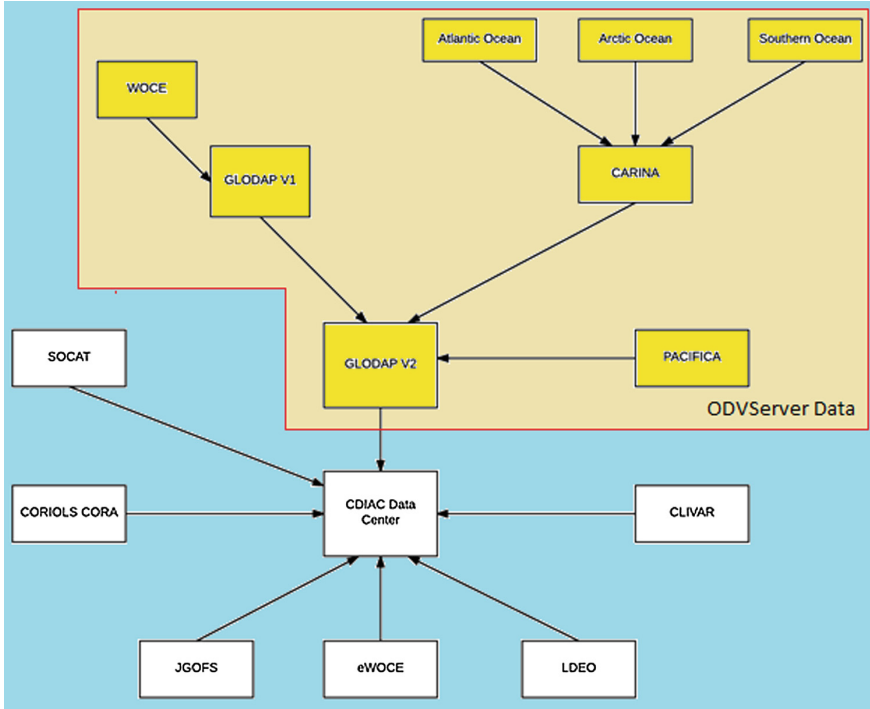 Atlantic Ocean
Arctic Ocean
Southern Ocean
WOCE
GLODAP V1
CARINA
GLODAP V2
PACIFICA
SOCAT
ODVServer Data
CORIOLS CORA
CDIAC Data
Center
CLIVAR
JGOFS
eWOCE
LDEO